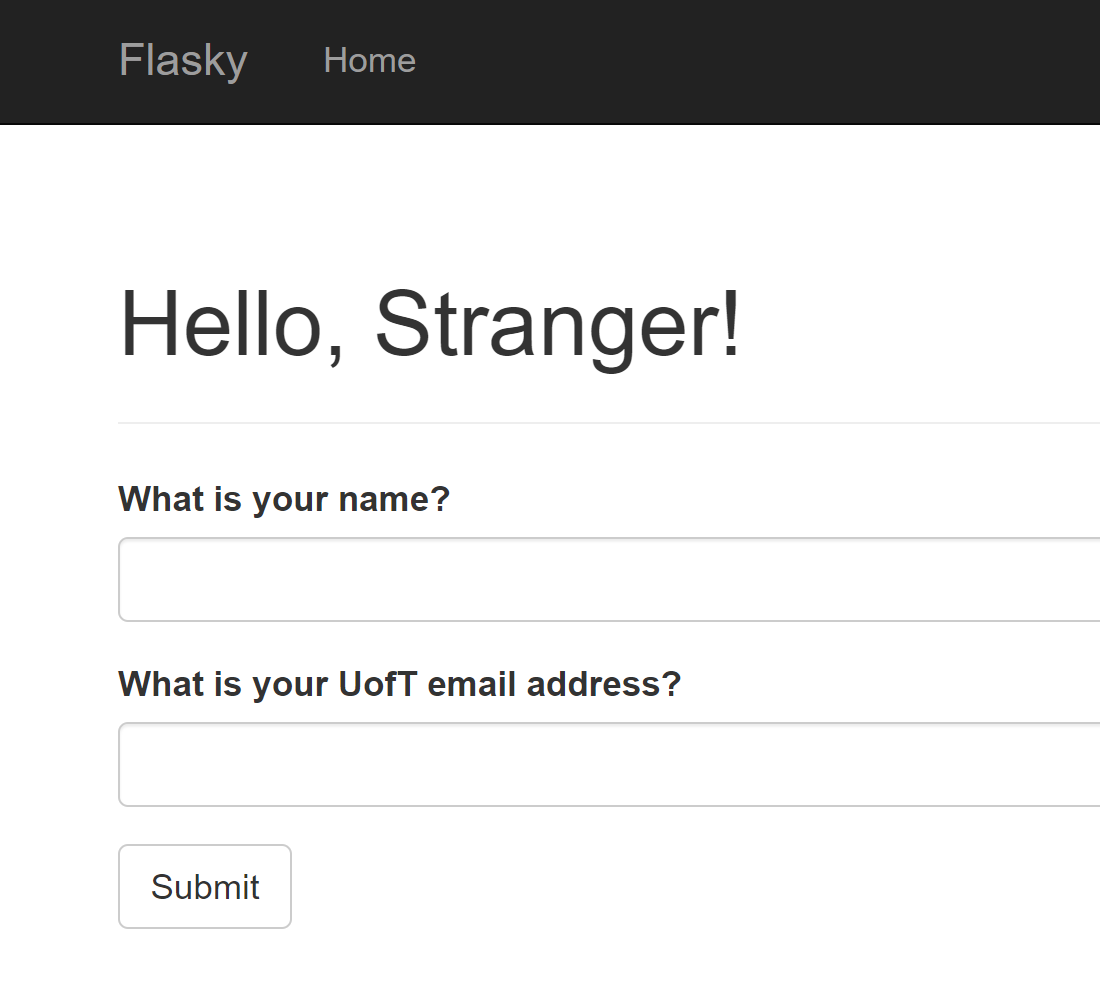 Flasky Home
Hello, Stranger!
What is your name?
What is your UofT email address?
Submit